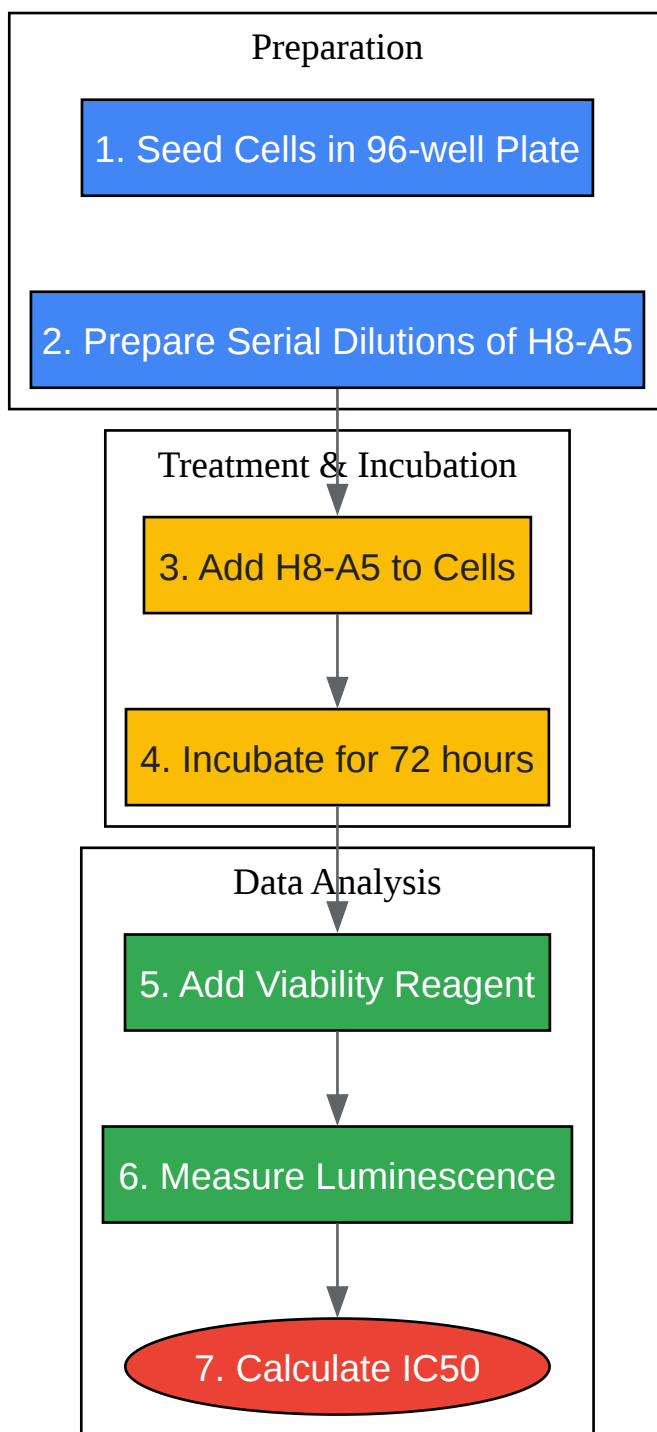 Preparation
1. Seed Cells in 96-well Plate
2. Prepare Serial Dilutions of H8-A5
Treatment & Incubation
3. Add H8-A5 to Cells
4. Incubate for 72 hours
Data Analysis
5. Add Viability Reagent
6. Measure Luminescence
7. Calculate IC50